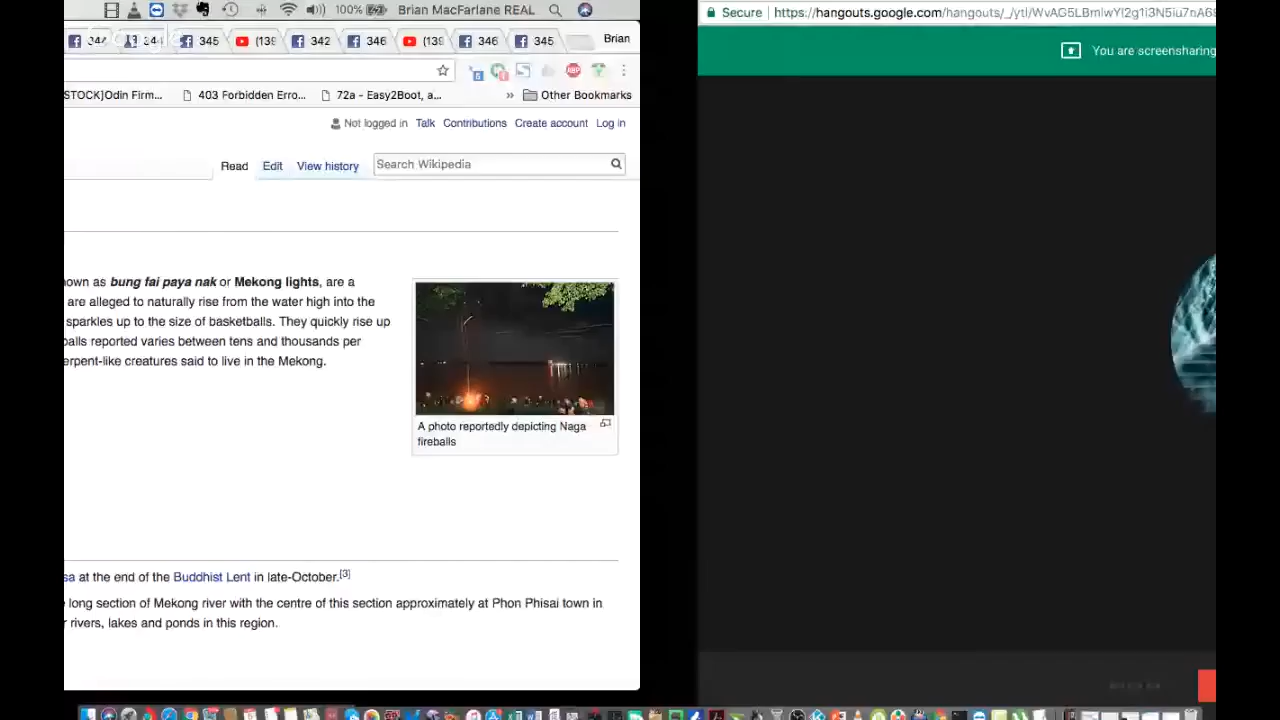 100% Brian MacFarlane REAL
345 (139 342 346 (139 346 345 Brian
STOCK]Odin Firm... 403 Forbidden Erro... 72a - Easy2Boot, a... » Other Bookmarks
Not logged in Talk Contributions Create account Log in
Read Edit View history Search Wikipedia
nown as bung fai paya nak or Mekong lights, are a
are alleged to naturally rise from the water high into the
sparkles up to the size of basketballs. They quickly rise up
balls reported varies between tens and thousands per
erpent-like creatures said to live in the Mekong.
A photo reportedly depicting Naga
fireballs
sa at the end of the Buddhist Lent in late-October.[3]
long section of Mekong river with the centre of this section approximately at Phon Phisai town in
r rivers, lakes and ponds in this region.
Secure https://hangouts.google.com/hangouts/_/ytl/
You are screensharing